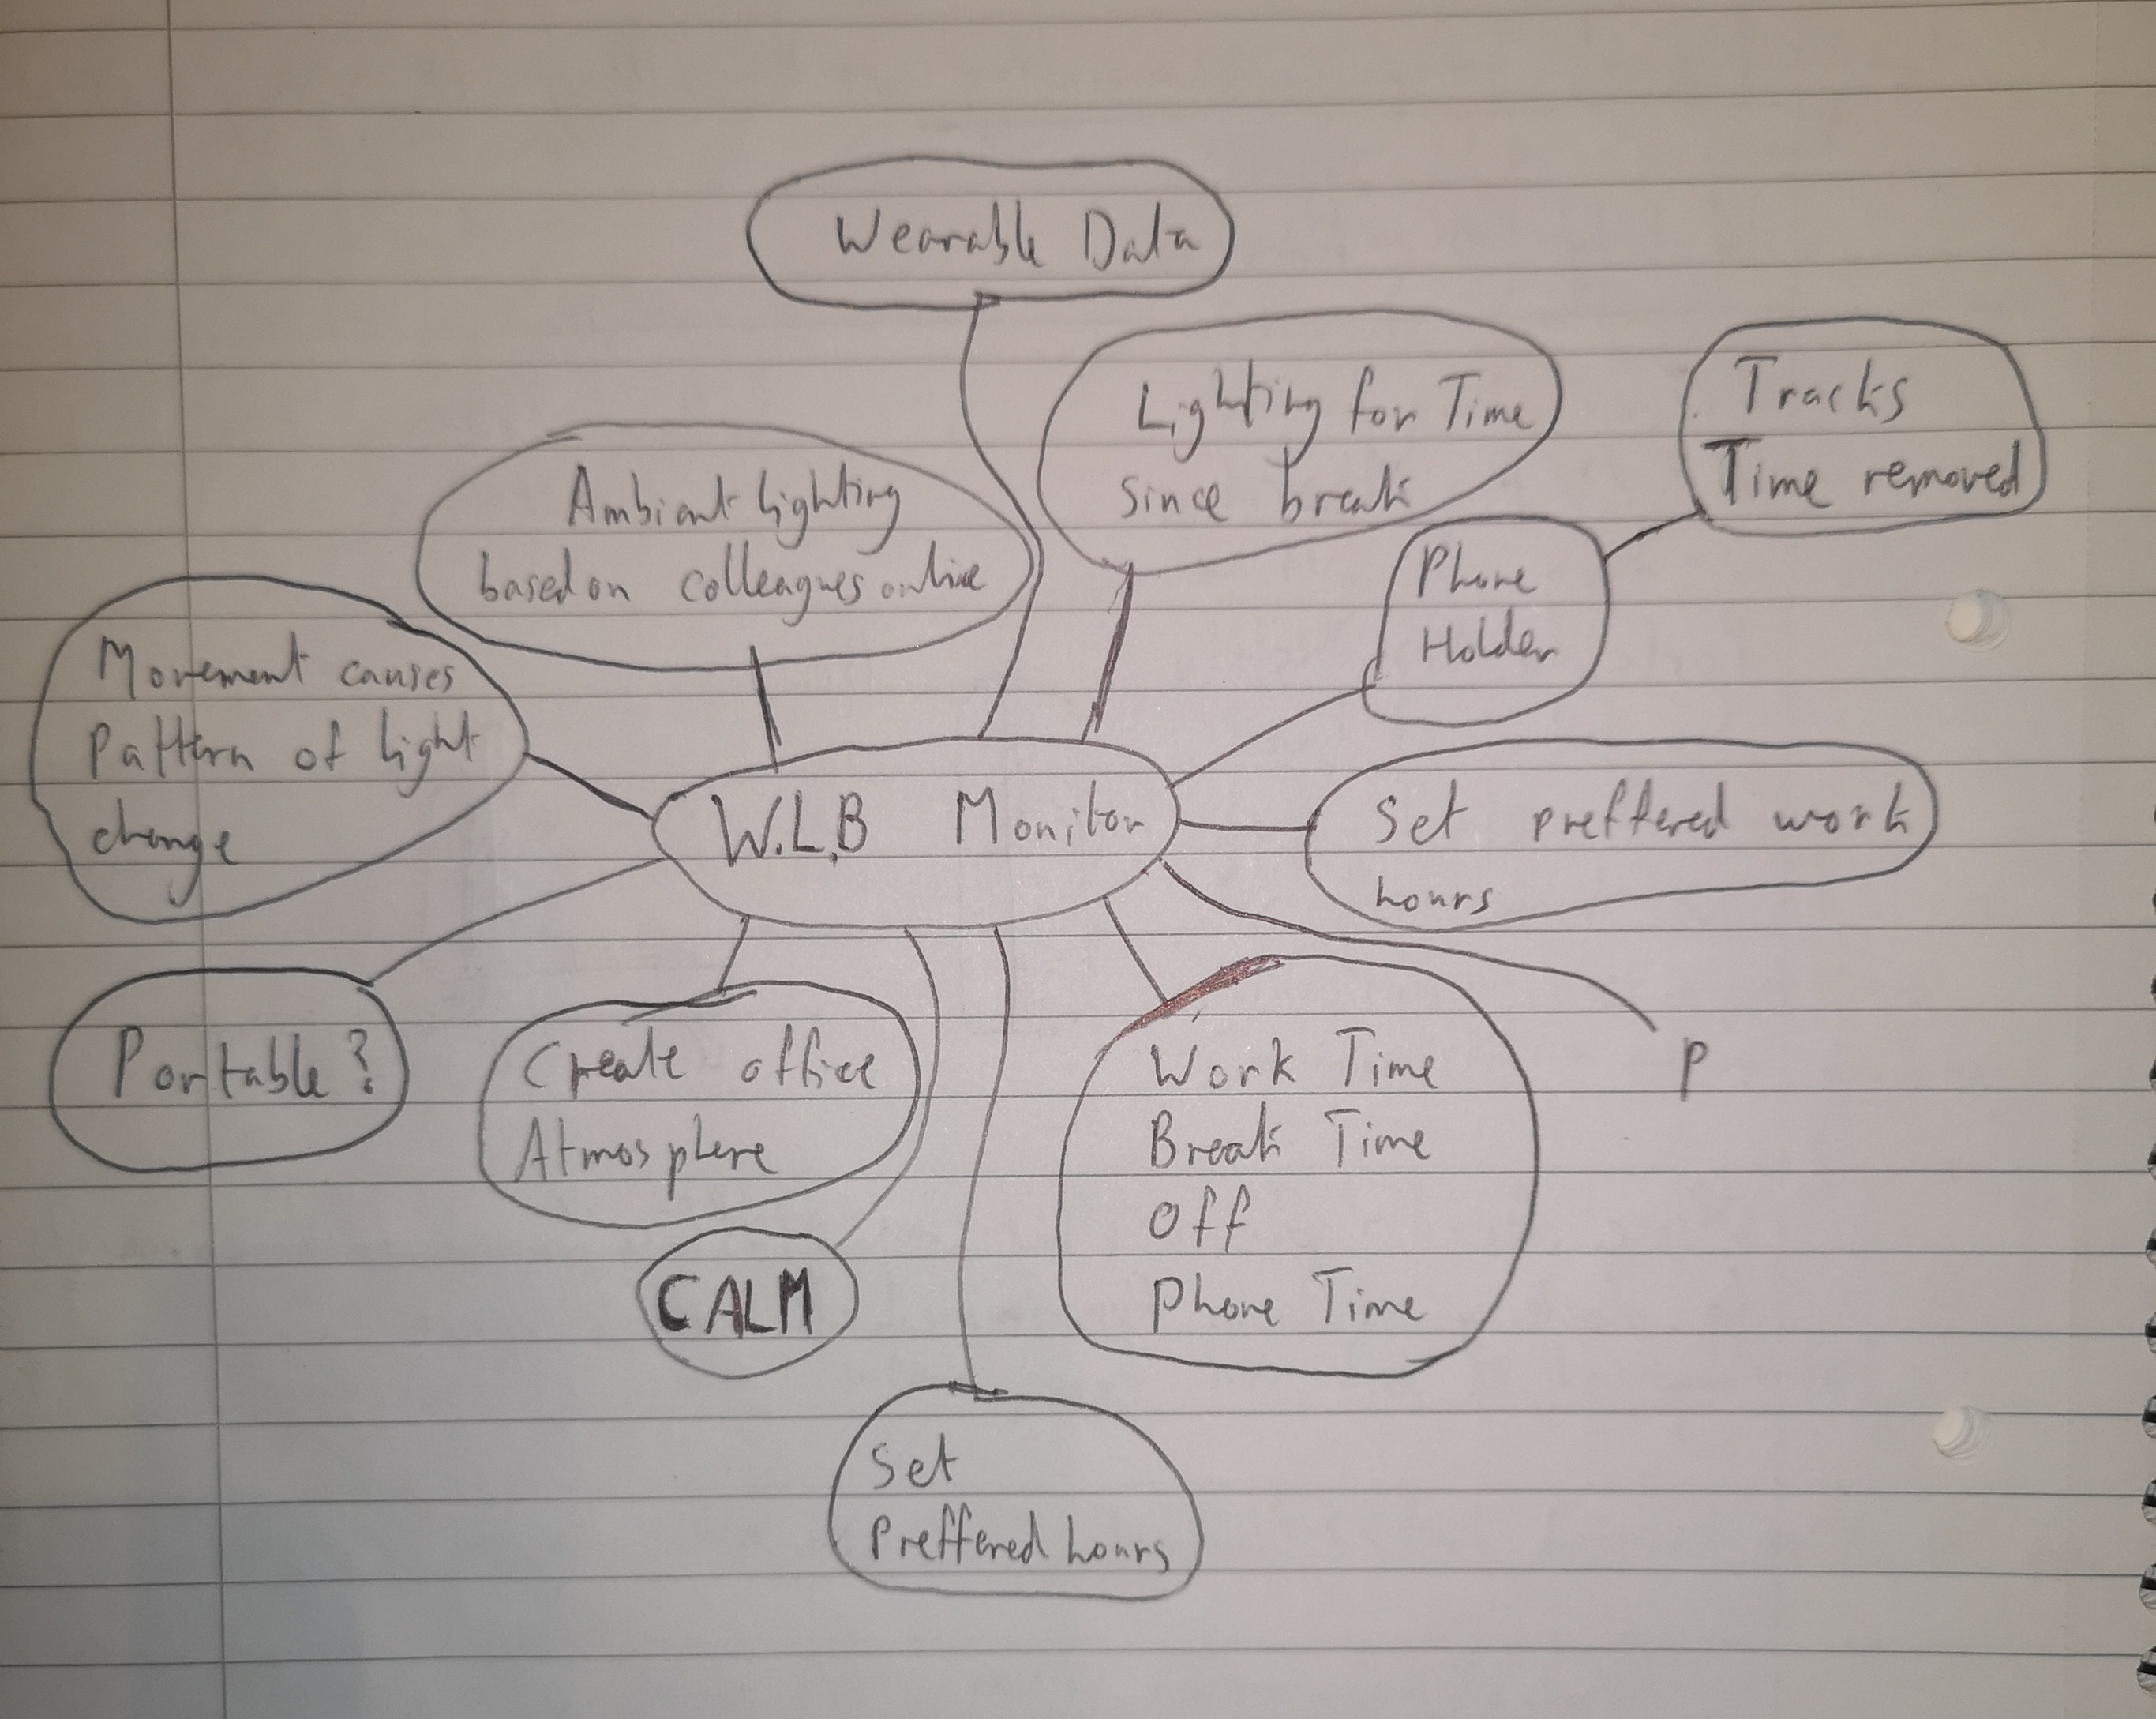 Wearable Data
Lighting for Time
since break
Tracks
Time removed
Ambient lighting
based on colleagues online
Phone
Holder
Movement causes
Pattern of light
change
W.L.B Monitor
Set preffered work
hours
Portable?
Create office
Atmosphere
Work Time
Break Time
Off
Phone Time
P
CALM
Set
Preffered hours